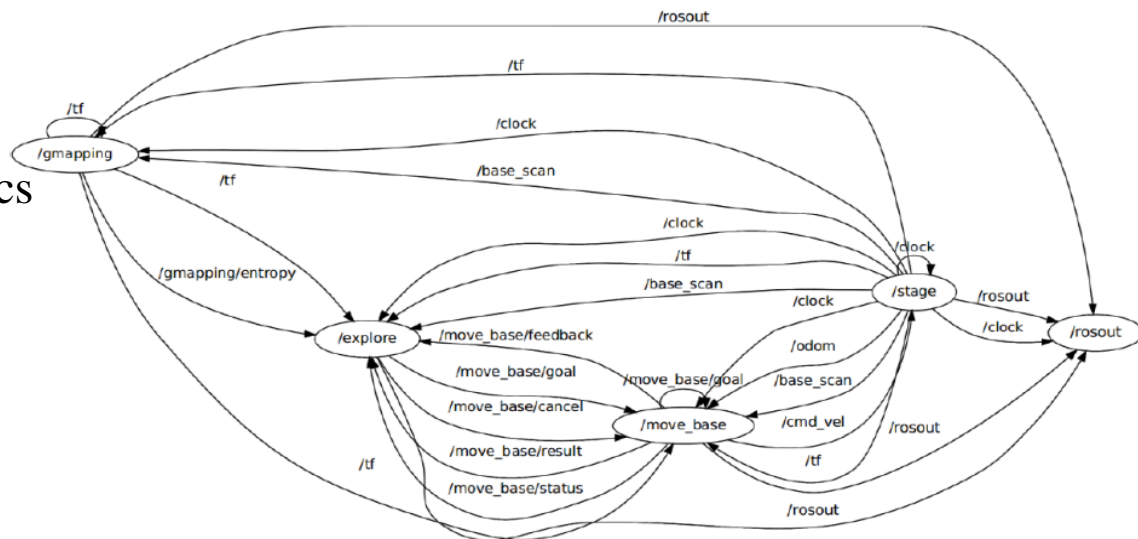 /rosout
/tf
/tf
/clock
/gmapping
/base_scan
/tf
cs
/clock
/clock
/tf
/gmapping/entropy
/base_scan
/stage
/clock
/rosout
/clock
/rosout
/explore
/move_base/feedback
/odom
/move_base/goal
/move_base/goal
/base_scan
/move_base/cancel
/cmd_vel
/move_base
/rosout
/move_base/result
/tf
/tf
/move_base/status
/rosout